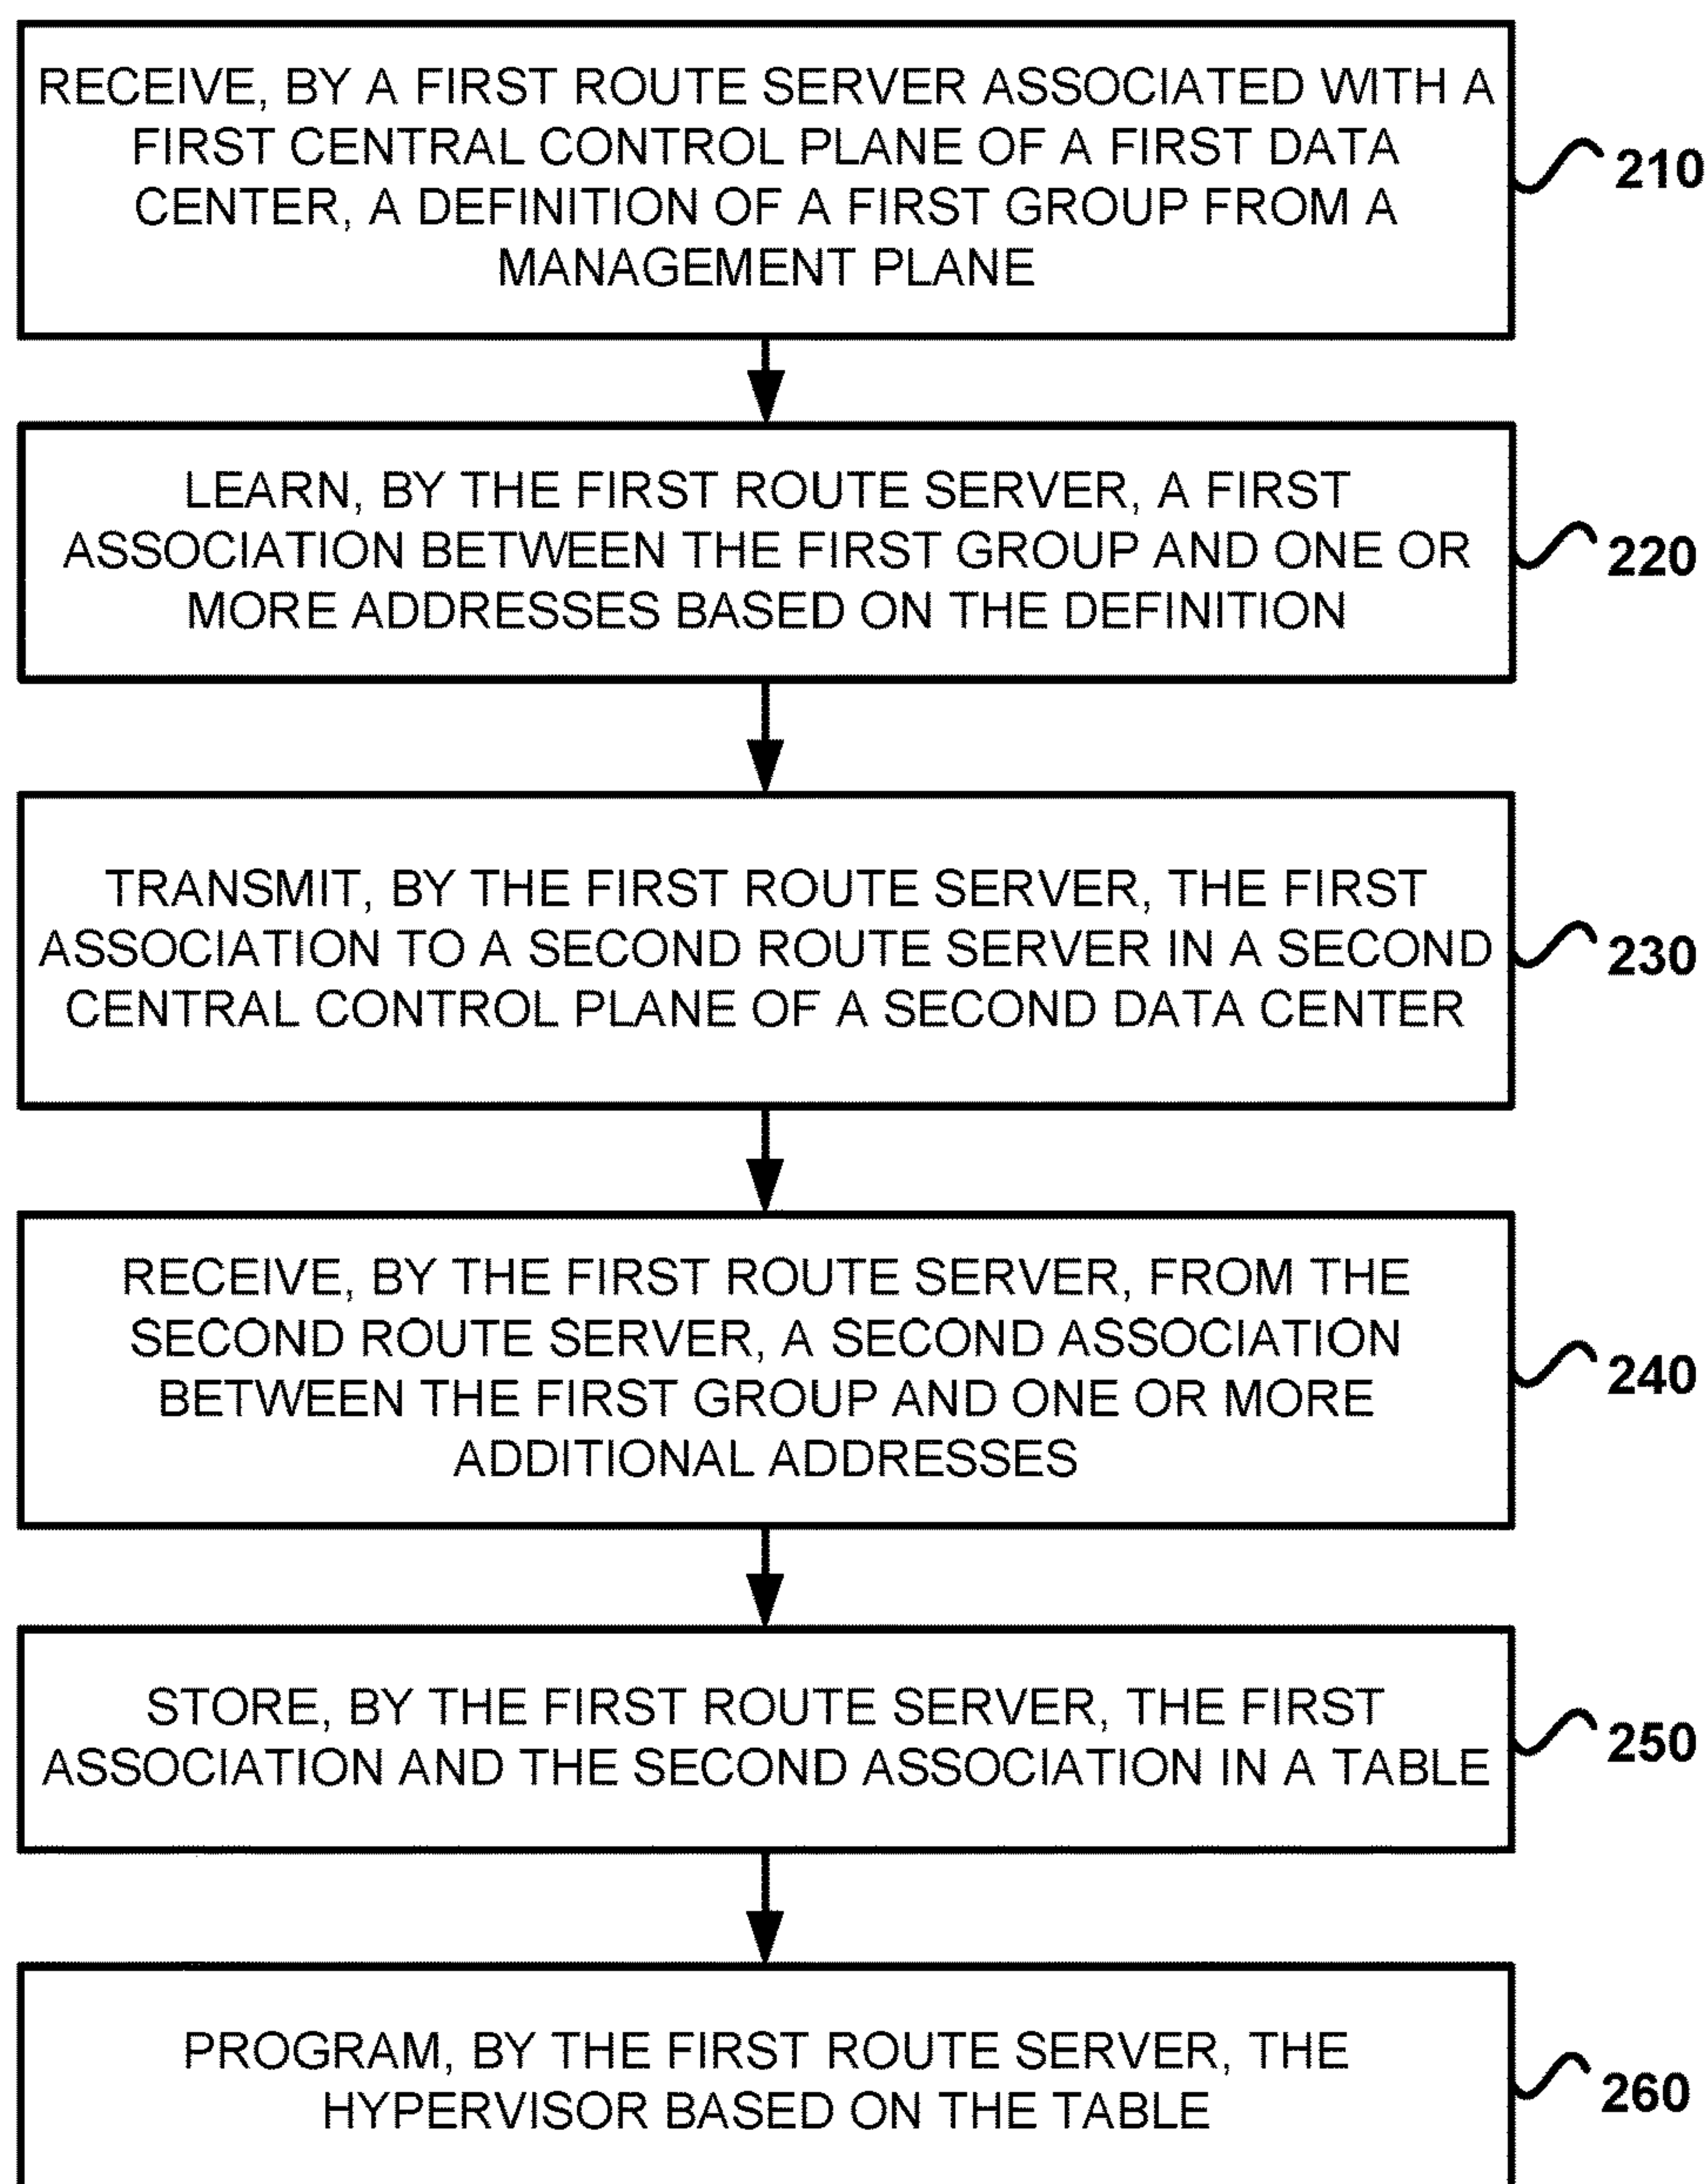 RECEIVE, BY A FIRST ROUTE SERVER ASSOCIATED WITH A
FIRST CENTRAL CONTROL PLANE OF A FIRST DATA
CENTER, A DEFINITION OF A FIRST GROUP FROM A
MANAGEMENT PLANE
210
LEARN, BY THE FIRST ROUTE SERVER, A FIRST
ASSOCIATION BETWEEN THE FIRST GROUP AND ONE OR
MORE ADDRESSES BASED ON THE DEFINITION
220
TRANSMIT, BY THE FIRST ROUTE SERVER, THE FIRST
ASSOCIATION TO A SECOND ROUTE SERVER IN A SECOND
CENTRAL CONTROL PLANE OF A SECOND DATA CENTER
230
RECEIVE, BY THE FIRST ROUTE SERVER, FROM THE
SECOND ROUTE SERVER, A SECOND ASSOCIATION
BETWEEN THE FIRST GROUP AND ONE OR MORE
ADDITIONAL ADDRESSES
240
STORE, BY THE FIRST ROUTE SERVER, THE FIRST
ASSOCIATION AND THE SECOND ASSOCIATION IN A TABLE
250
PROGRAM, BY THE FIRST ROUTE SERVER, THE
HYPERVISOR BASED ON THE TABLE
260